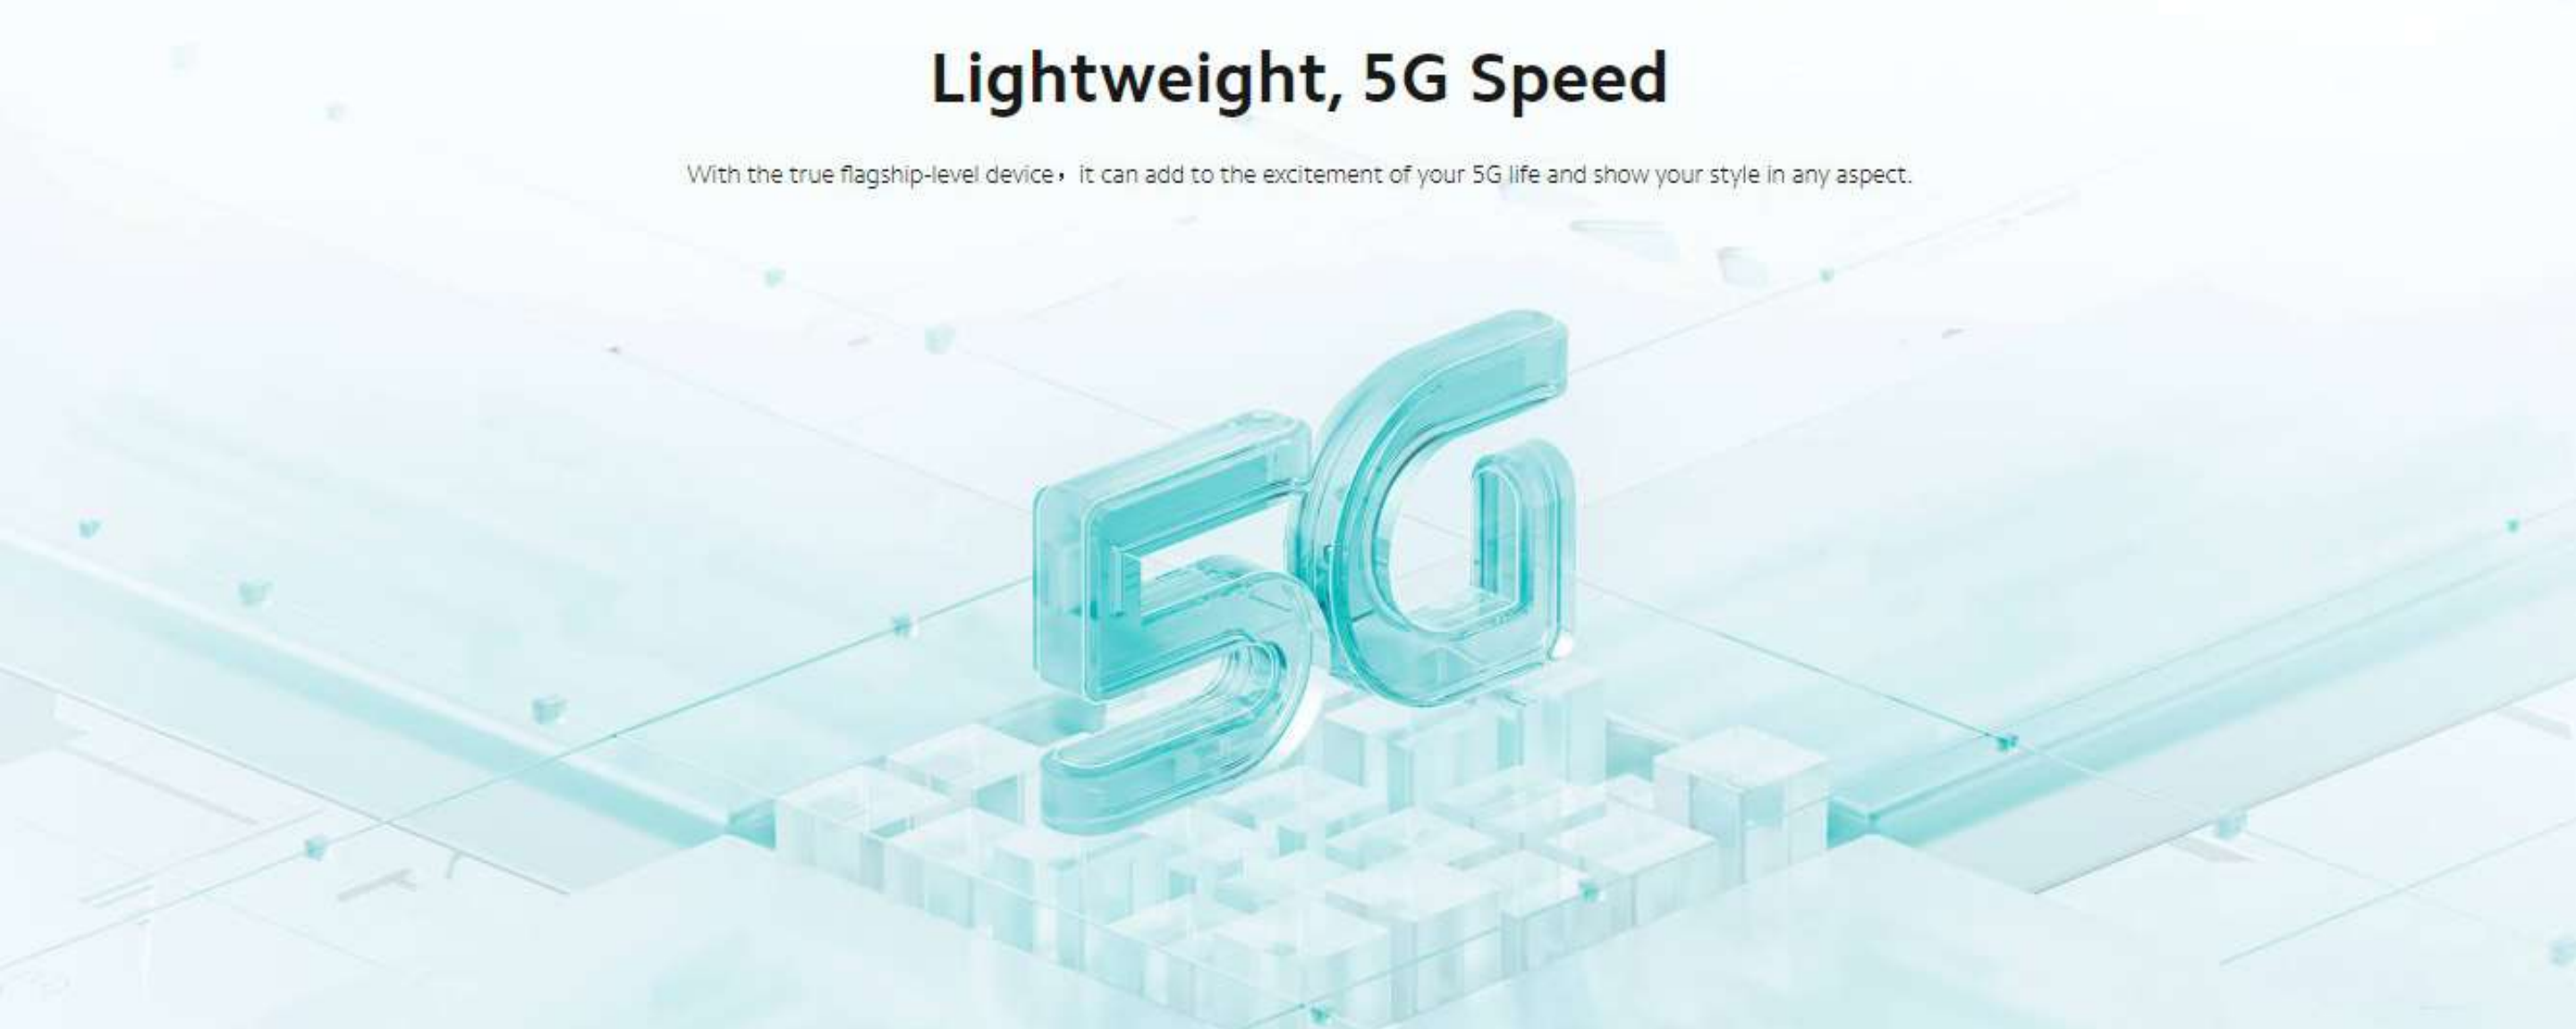 Lightweight, 5G Speed
With the true flagship-level device，it can add to the excitement of your 5G life and show your style in any aspect.
5G